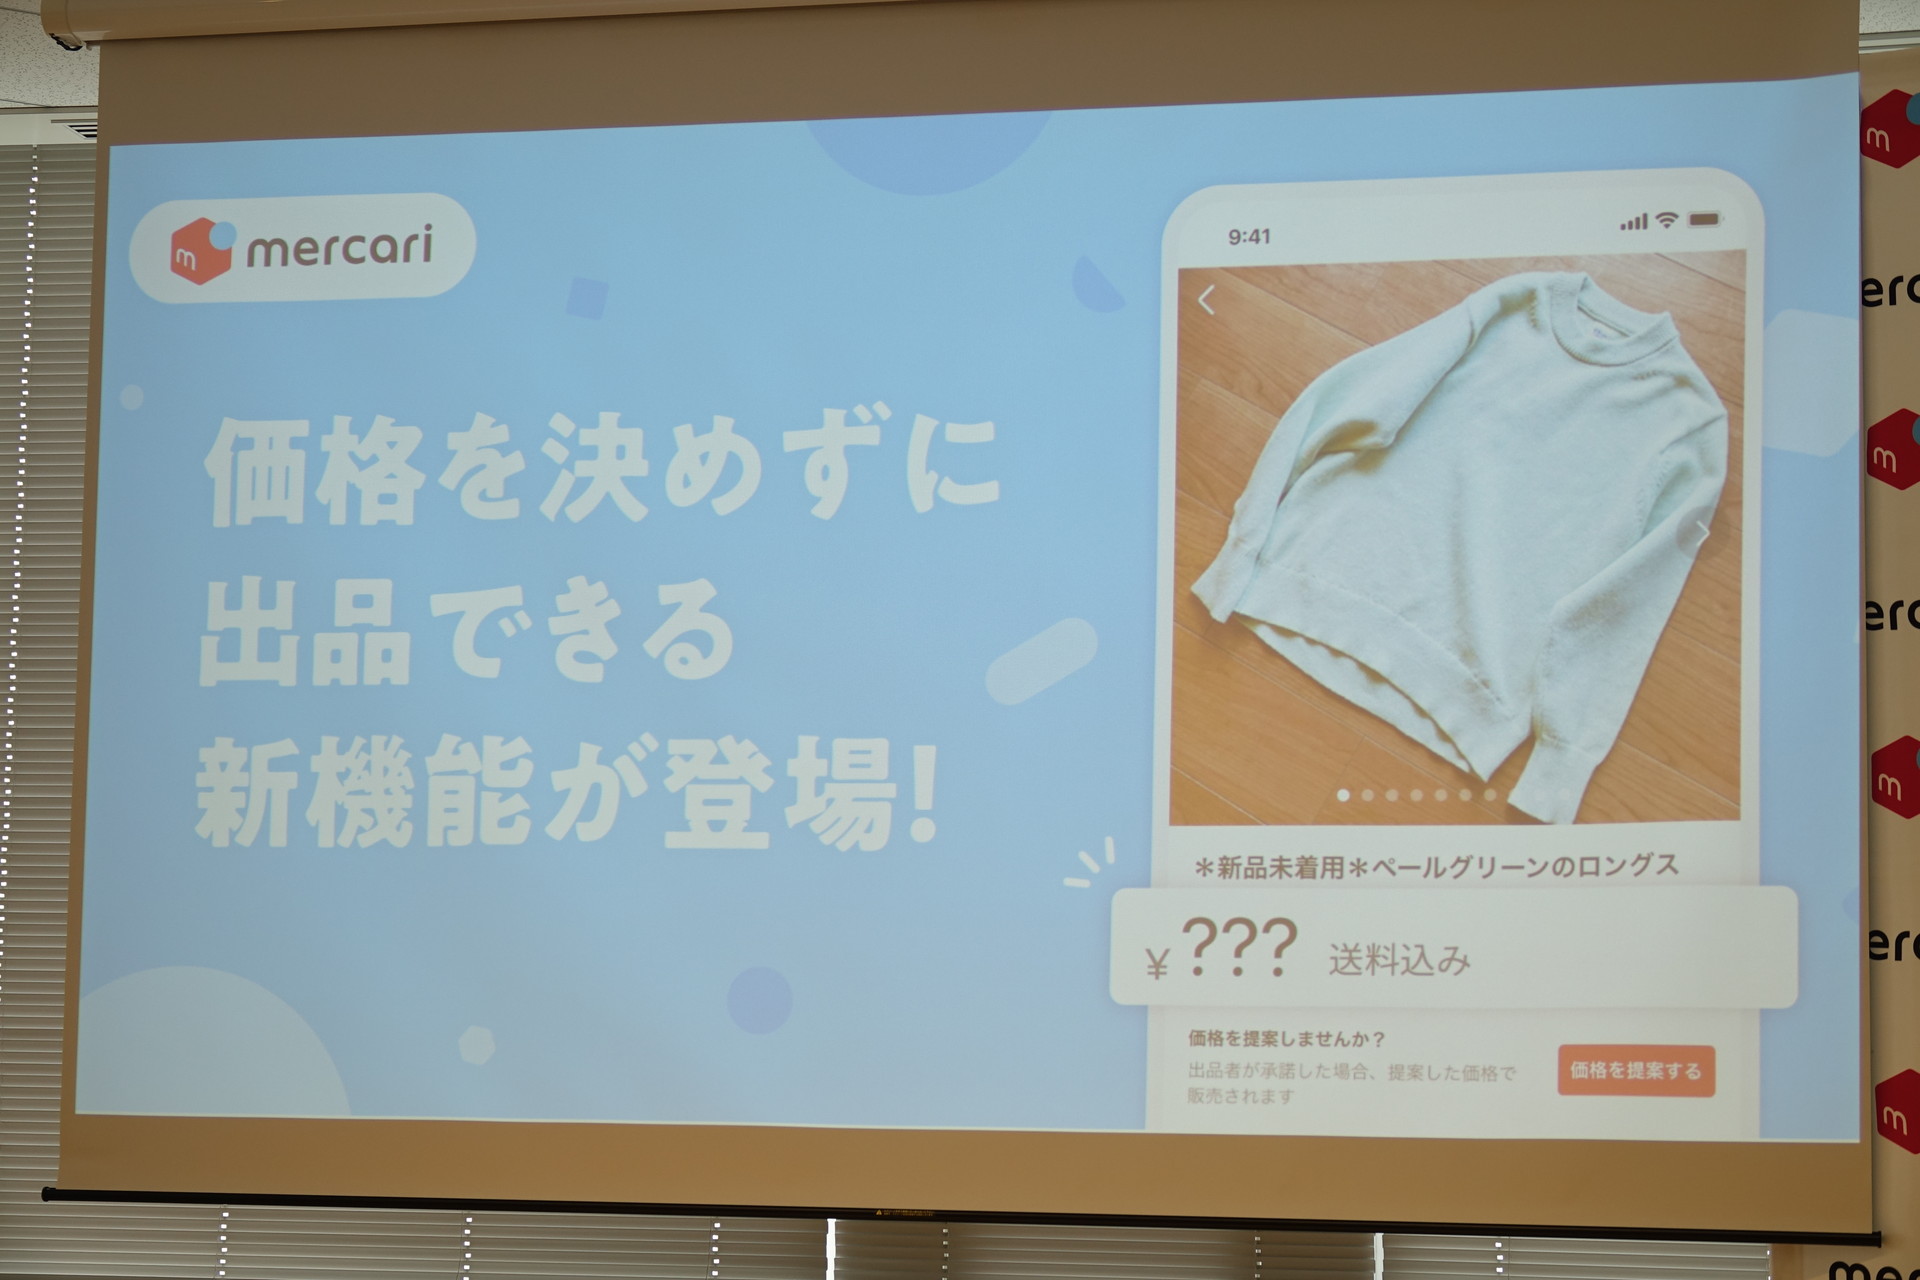 mercari
価格を決めずに
出品できる
新機能が登場!
9:41
＊新品未着用＊ペールグリーンのロングス
¥??? 送料込み
価格を提案しませんか？
出品者が承諾した場合、提案した価格で
販売されます
価格を提案する
m
erc
m
erc
m
erc
m
mer